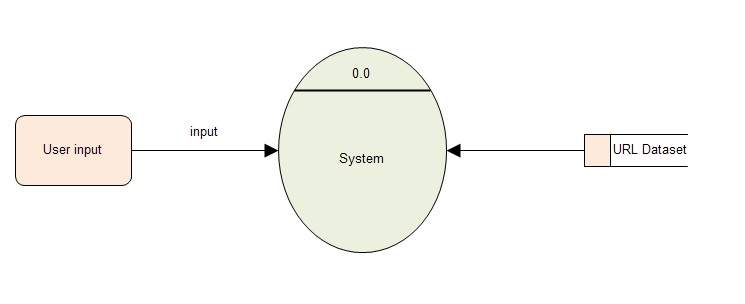 0.0
input
User input
System
URL Dataset